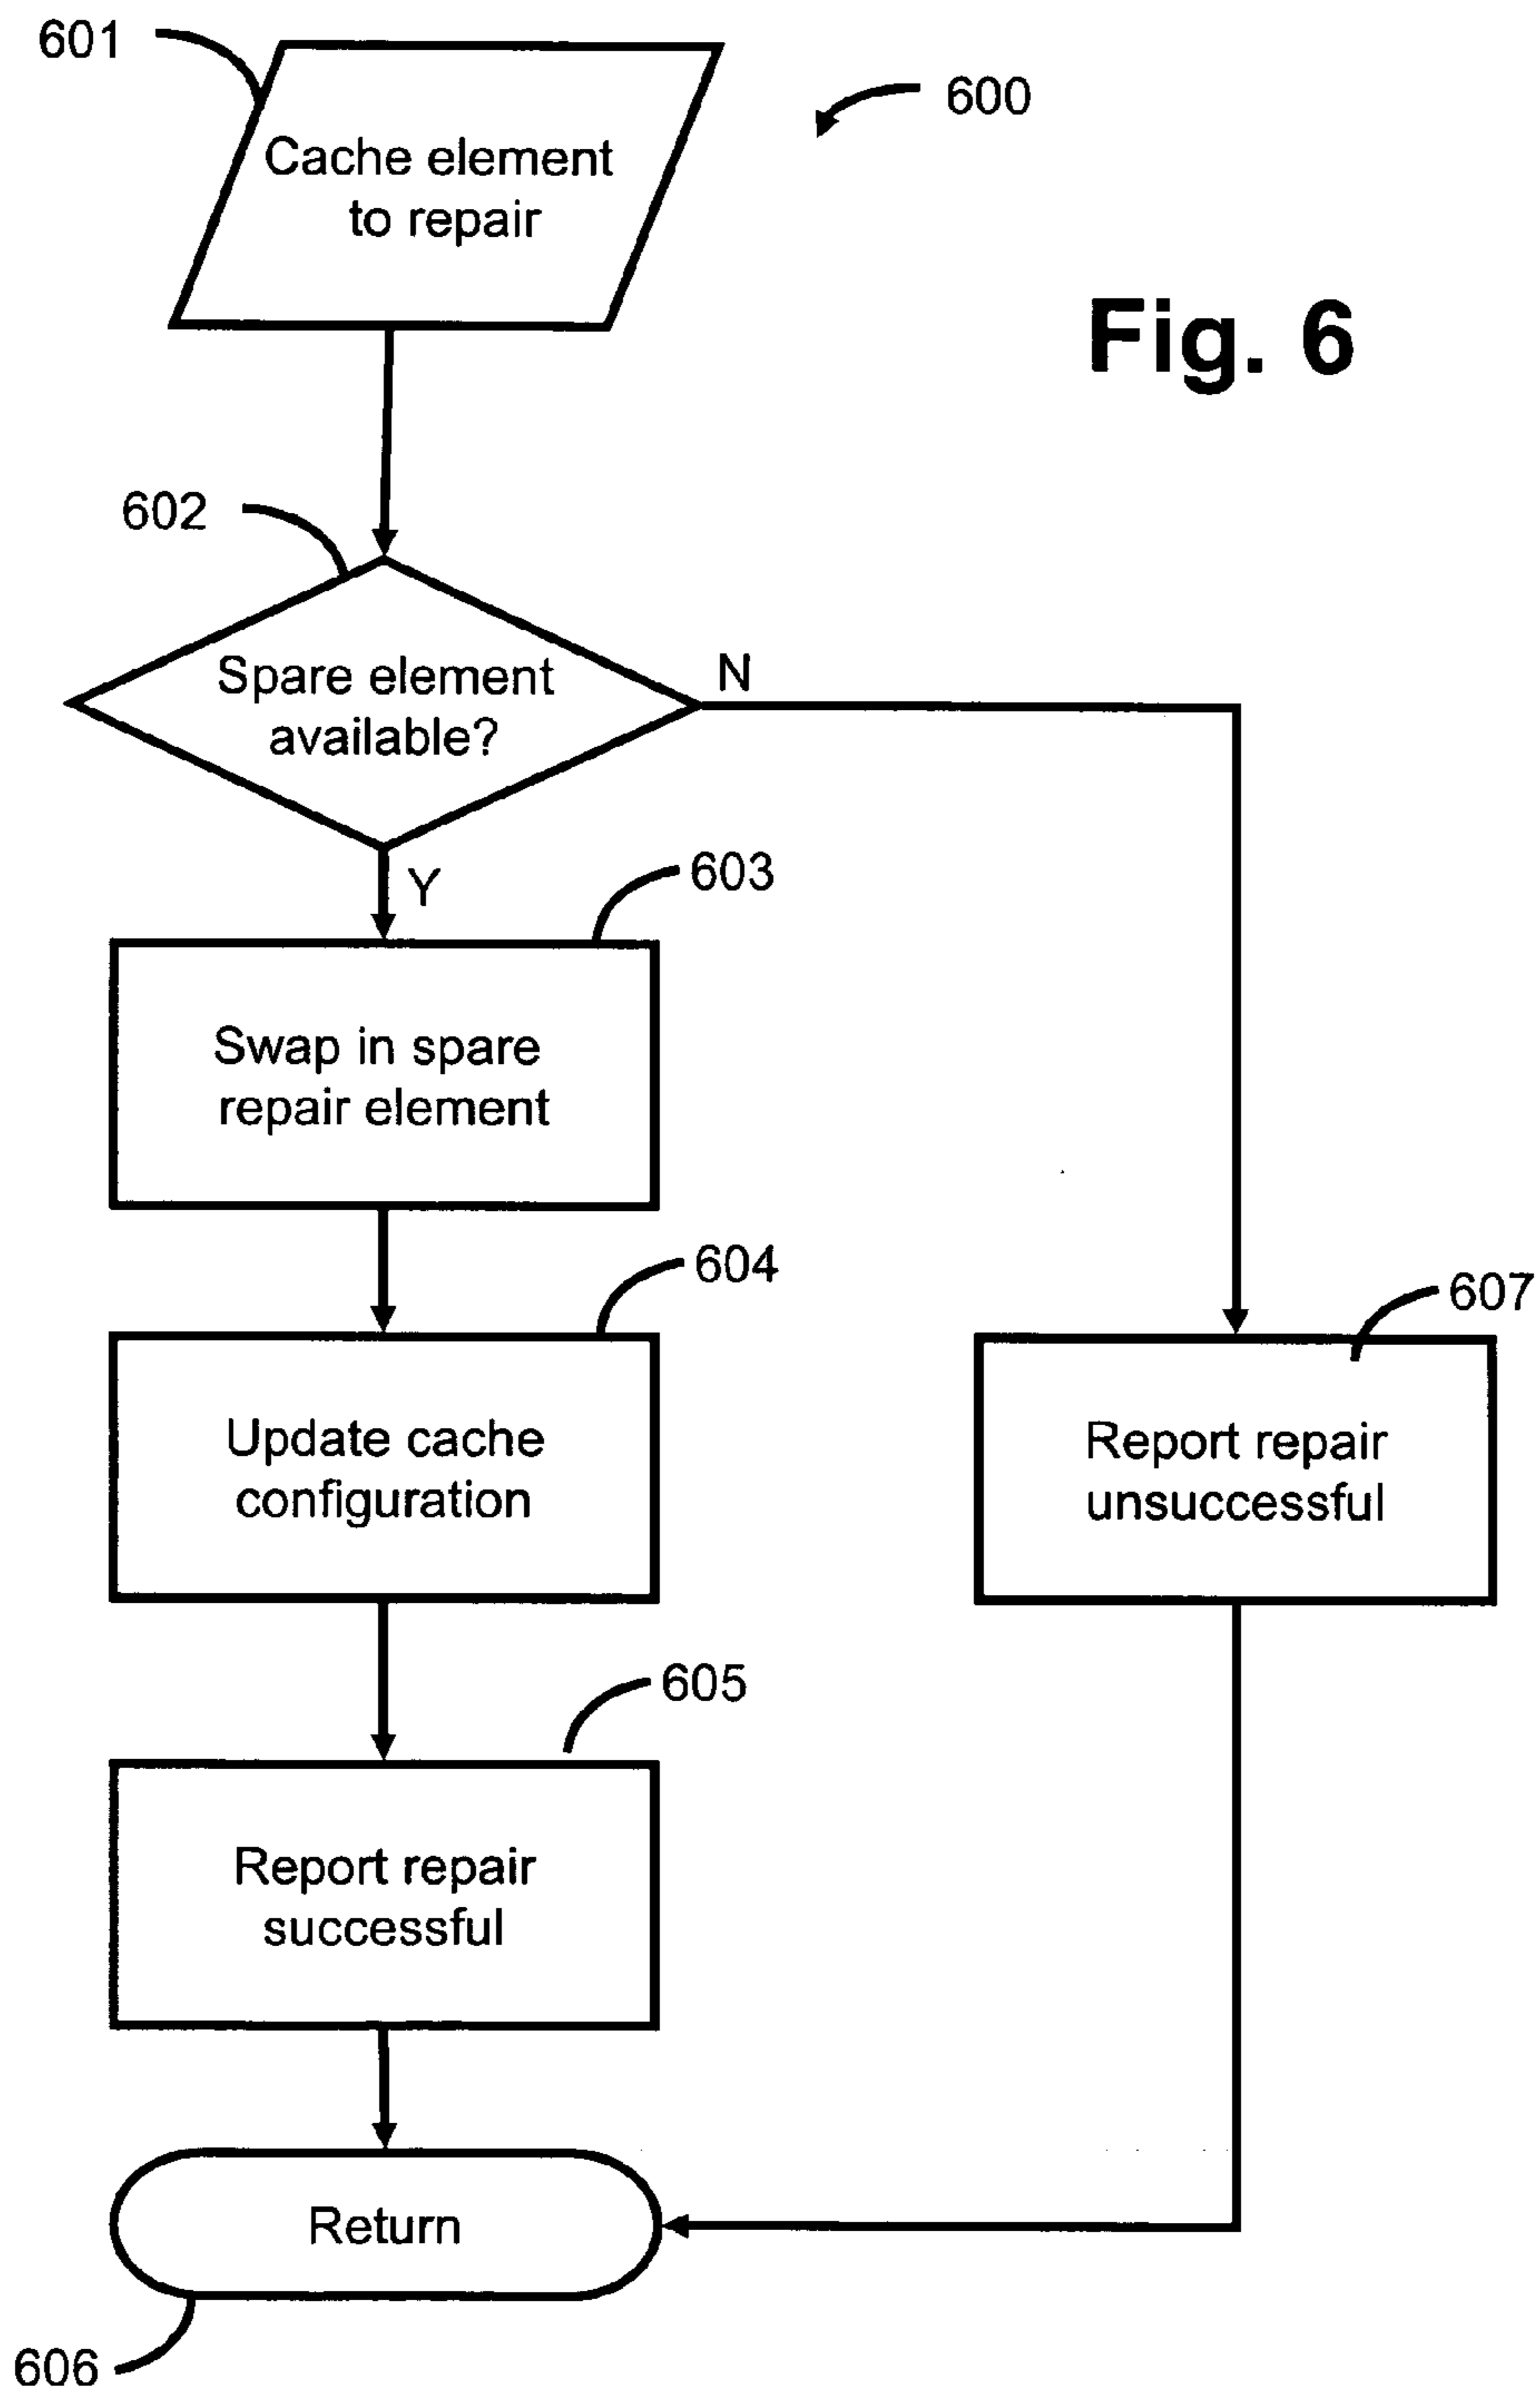 601
600
Cache element
to repair
Fig. 6
602
Spare element
available?
N
Y
603
Swap in spare
repair element
604
Update cache
configuration
607
Report repair
unsuccessful
605
Report repair
successful
Return
606